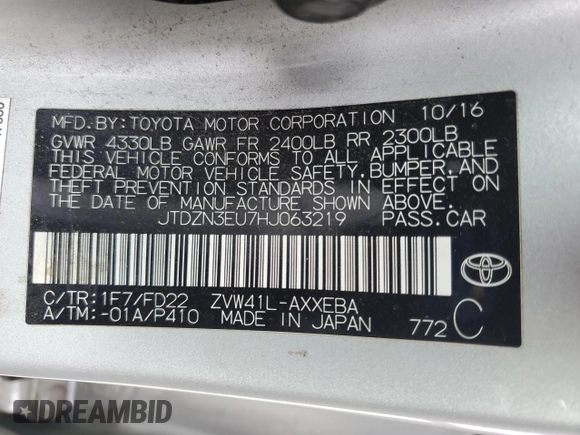 MFD.BY:TOYOTA MOTOR CORPORATION 10/16
GVWR 4330LB GAWR FR 2400LB RR 2300LB
THIS VEHICLE CONFORMS TO ALL APPLICABLE
FEDERAL MOTOR VEHICLE SAFETY,BUMPER,AND
THEFT PREVENTION STANDARDS IN EFFECT ON
THE DATE OF MANUFACTURE SHOWN ABOVE.
JTDZN3EU7HJ063219 PASS.CAR
C/TR:1F7/FD22 ZVW41L-AXXEBA
A/TM:-01A/P410 MADE IN JAPAN 772 C
DREAMBID